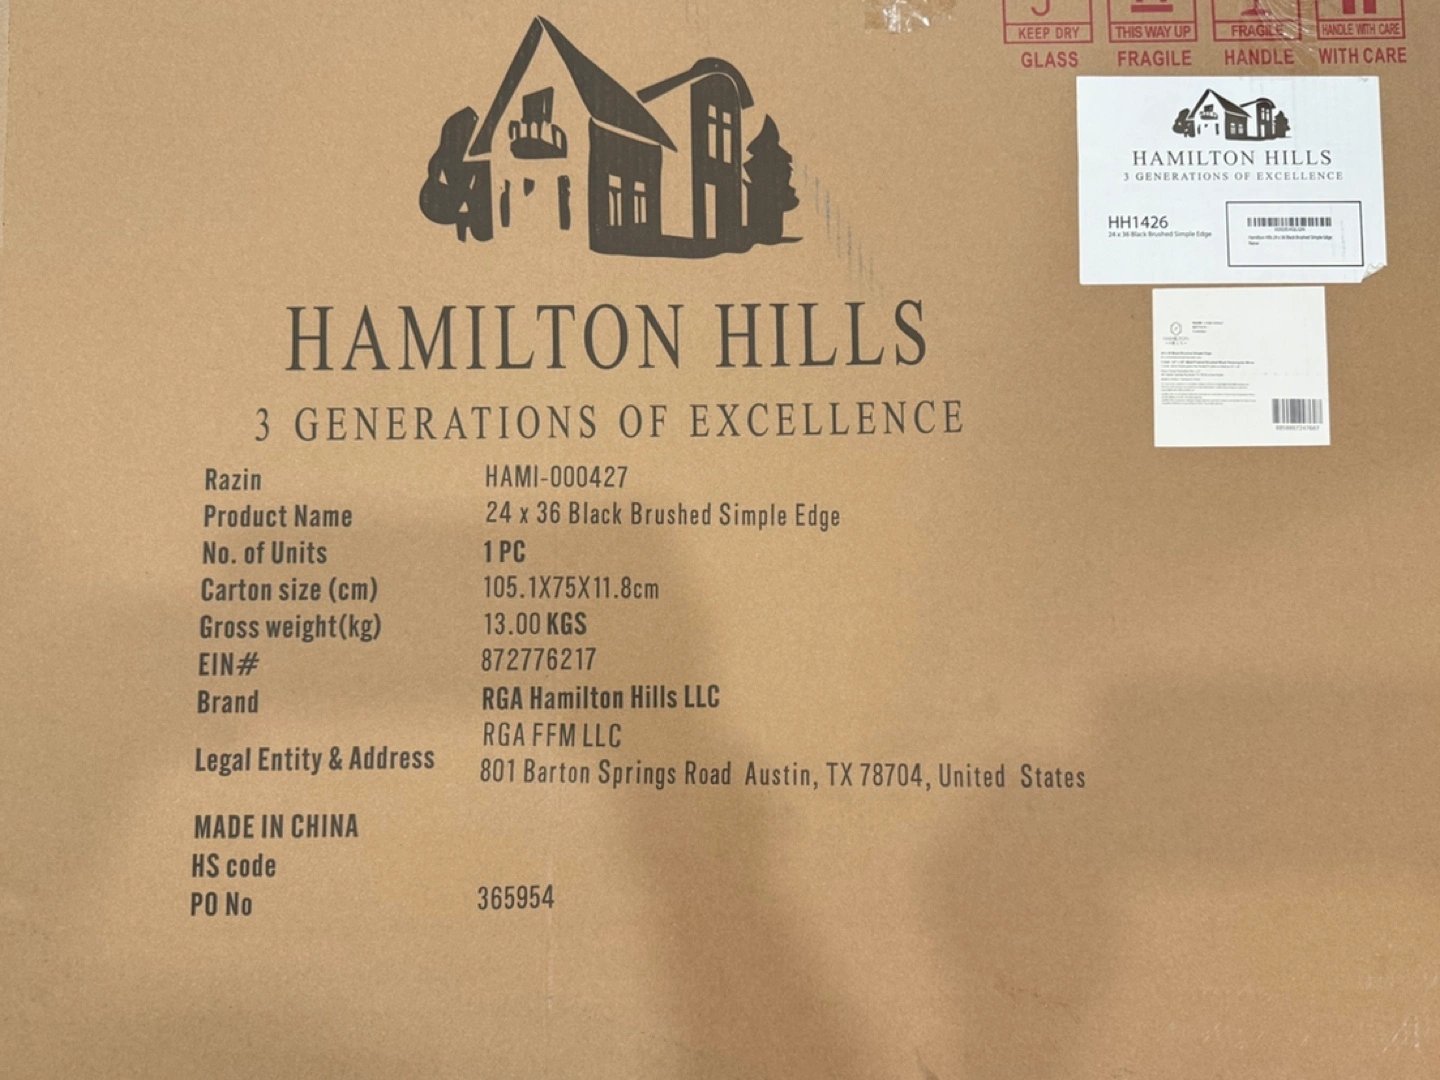 KEEP DRY THIS WAY UP FRAGILE HANDLE WITH CARE
GLASS FRAGILE HANDLE WITH CARE
HAMILTON HILLS
3 GENERATIONS OF EXCELLENCE
HH1426
24 x 36 Black Brushed Simple Edge
HAMILTON HILLS
3 GENERATIONS OF EXCELLENCE
Razin HAMI-000427
Product Name 24 x 36 Black Brushed Simple Edge
No. of Units 1 PC
Carton size (cm) 105.1X75X11.8cm
Gross weight(kg) 13.00 KGS
EIN# 872776217
Brand RGA Hamilton Hills LLC
Legal Entity & Address RGA FFM LLC
801 Barton Springs Road Austin, TX 78704, United States
MADE IN CHINA
HS code
PO No 365954